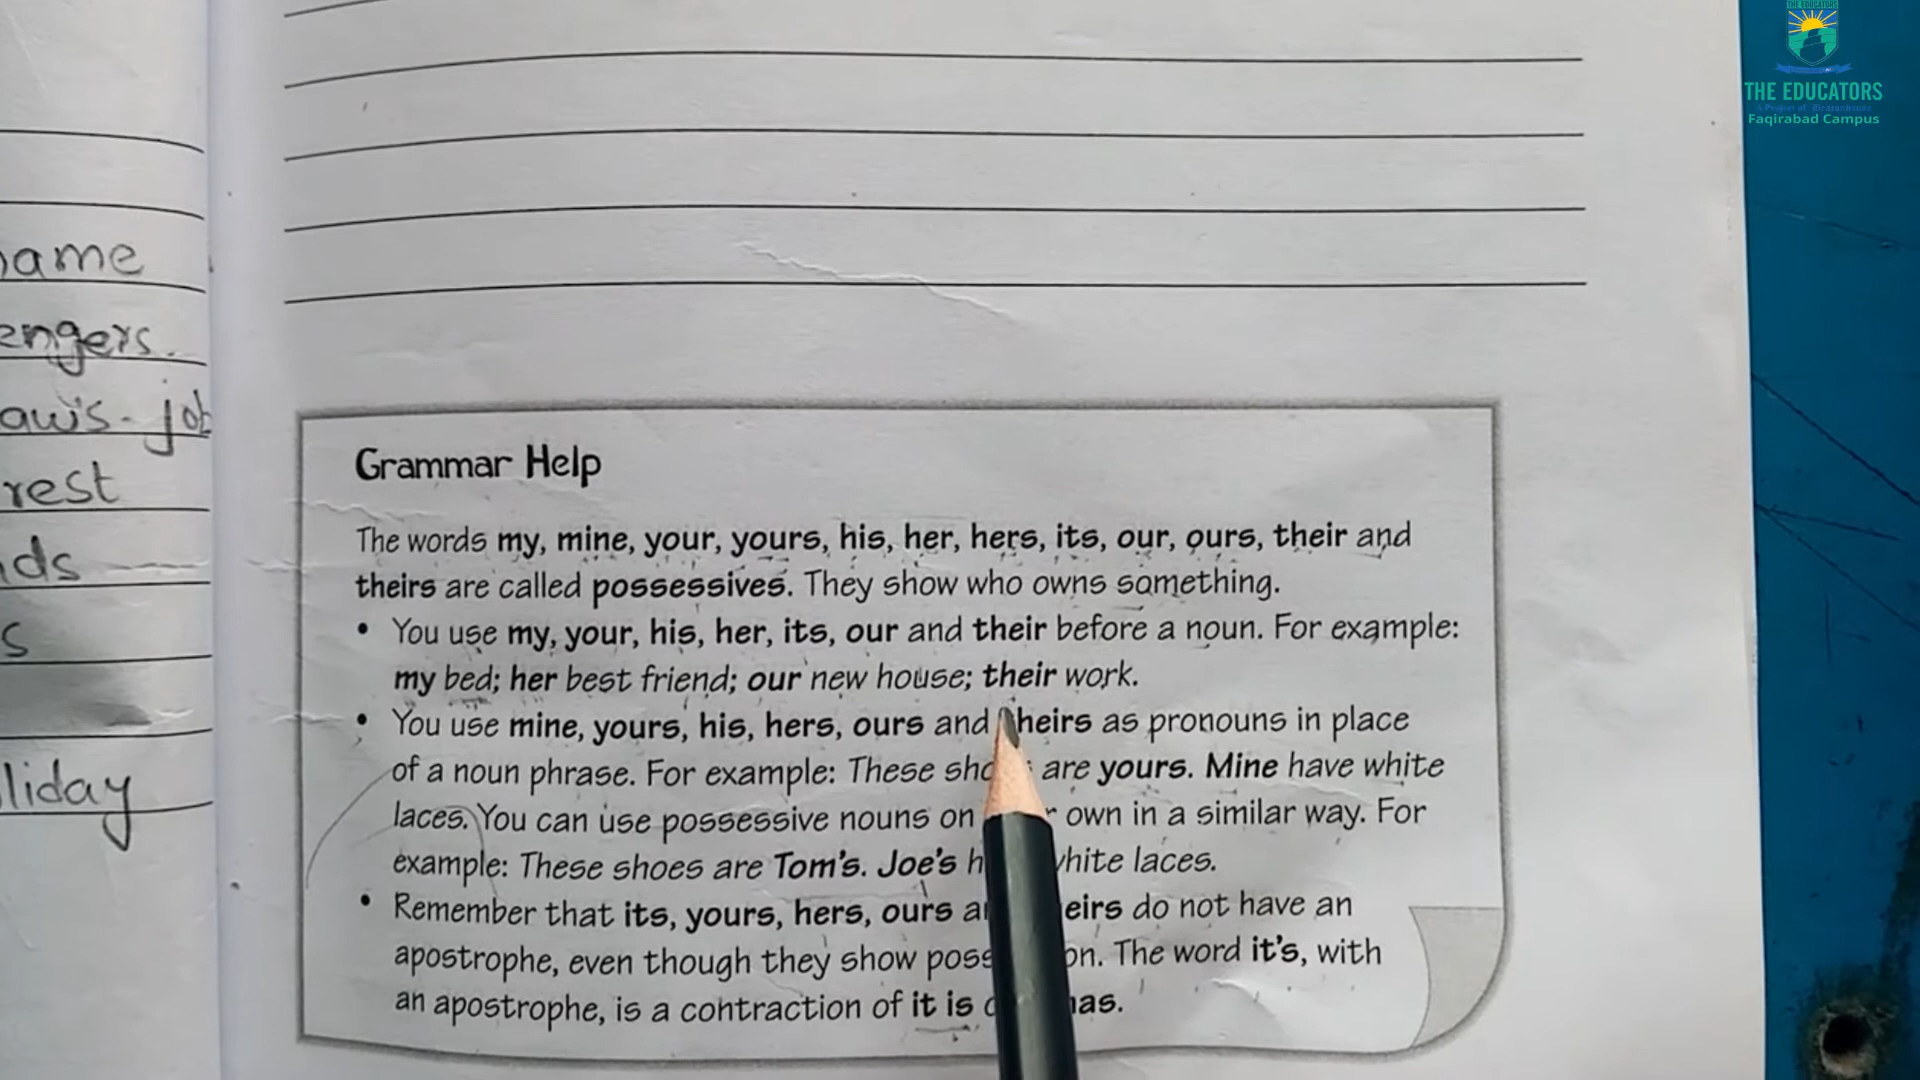 THE EDUCATORS
THE EDUCATORS
Faqirabad Campus
ame
engers.
job
rest
ds
s
liday
Grammar Help
The words my, mine, your, yours, his, her, hers, its, our, ours, their and
theirs are called possessives. They show who owns something.
• You use my, your, his, her, its, our and their before a noun. For example:
my bed; her best friend; our new house; their work.
• You use mine, yours, his, hers, ours and heirs as pronouns in place
of a noun phrase. For example: These sho are yours. Mine have white
laces. You can use possessive nouns on own in a similar way. For
example: These shoes are Tom's. Joe's h white laces.
• Remember that its, yours, hers, ours a eirs do not have an
apostrophe, even though they show poss on. The word it's, with
an apostrophe, is a contraction of it is has.